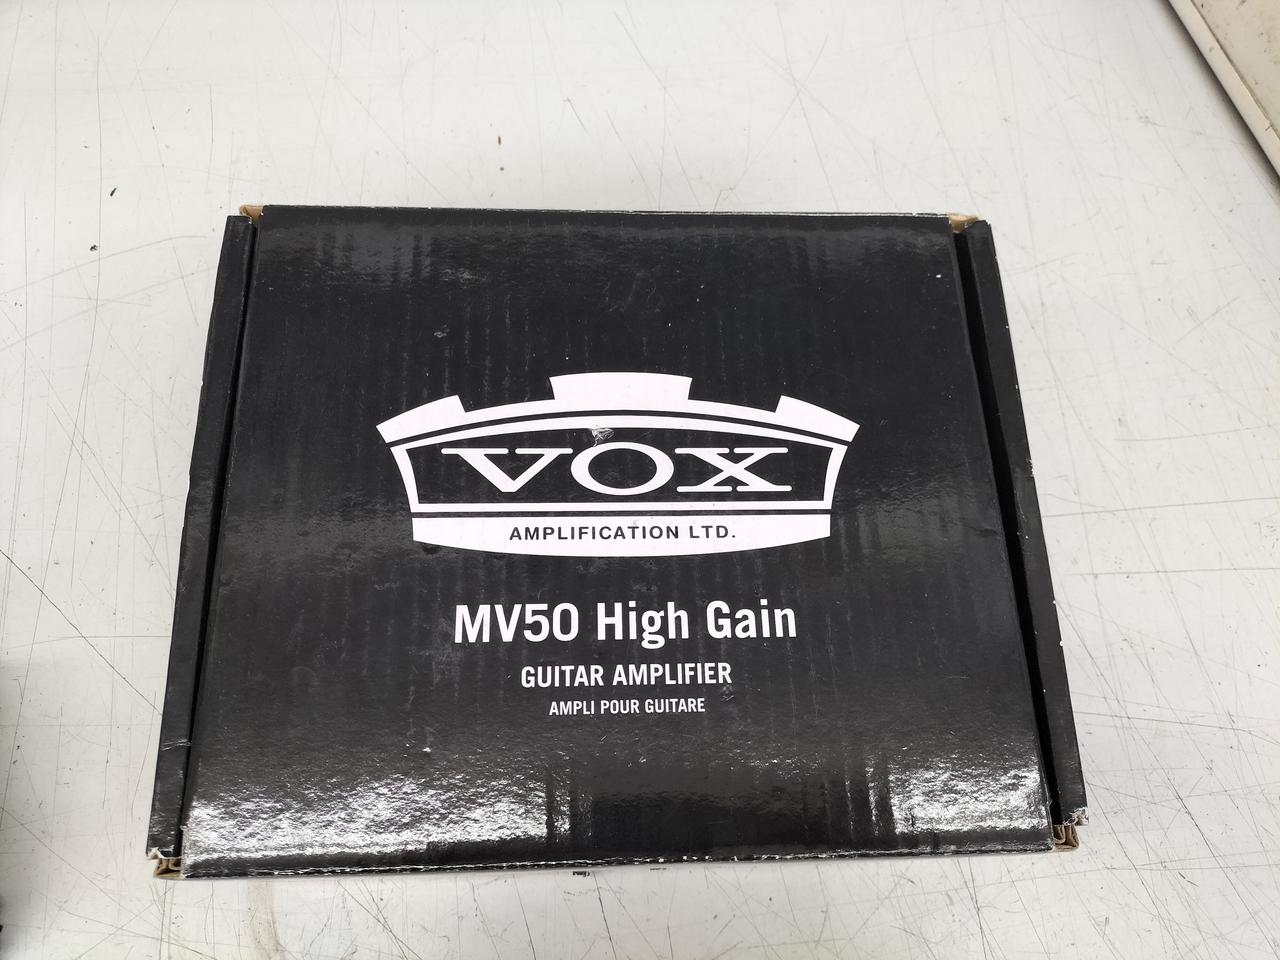 VOX
AMPLIFICATION LTD.
MV50 High Gain
GUITAR AMPLIFIER
AMPLI POUR GUITARE